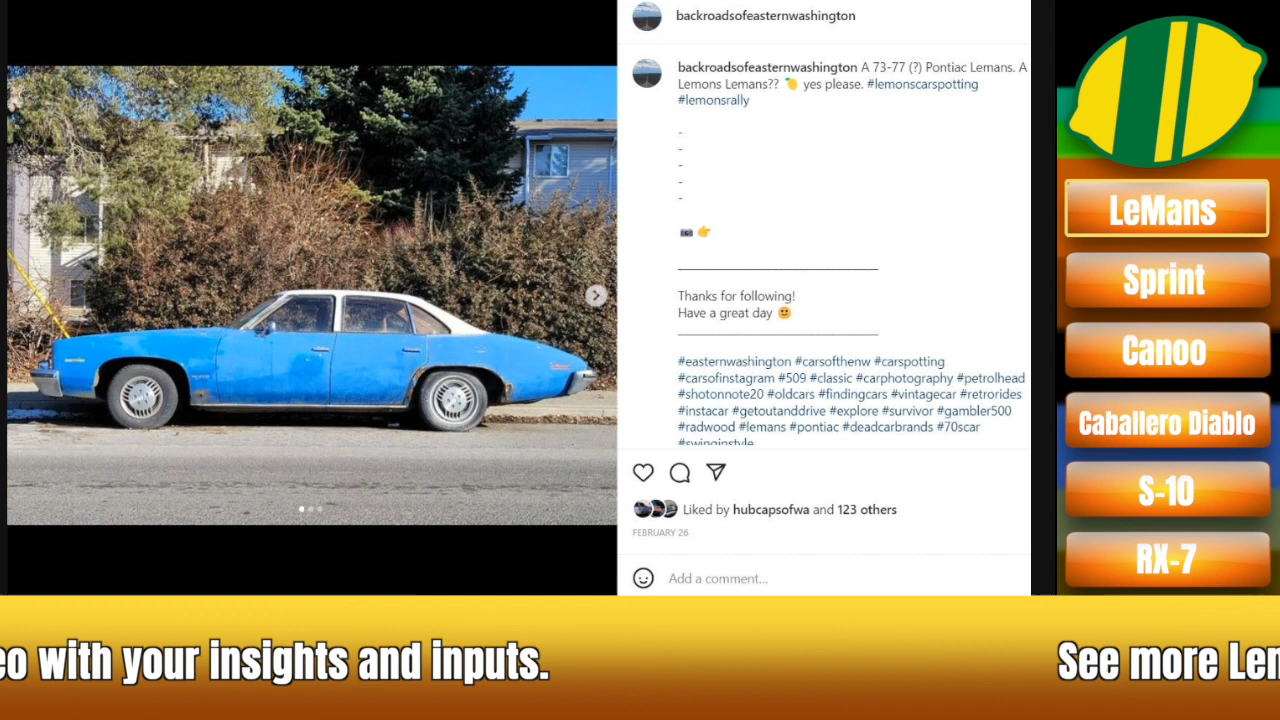 backroadsofeasternwashington
backroadsofeasternwashington A 73-77 (?) Pontiac Lemans. A
Lemons Lemans?? 🍋 yes please. #lemonscarspotting
#lemonsrally
-
-
-
-
-
📷 👉
________________________________
Thanks for following!
Have a great day 🙂
________________________________
#easternwashington #carsofthenw #carspotting
#carsofinstagram #509 #classic #carphotography #petrolhead
#shotonnote20 #oldcars #findingcars #vintagecar #retrorides
#instacar #getoutanddrive #explore #survivor #gambler500
#radwood #lemans #pontiac #deadcarbrands #70scar
#swinginstyle
Liked by hubcapsofwa and 123 others
FEBRUARY 26
Add a comment...
LeMans
Sprint
Canoo
Caballero Diablo
S-10
RX-7
eo with your insights and inputs.
See more Len